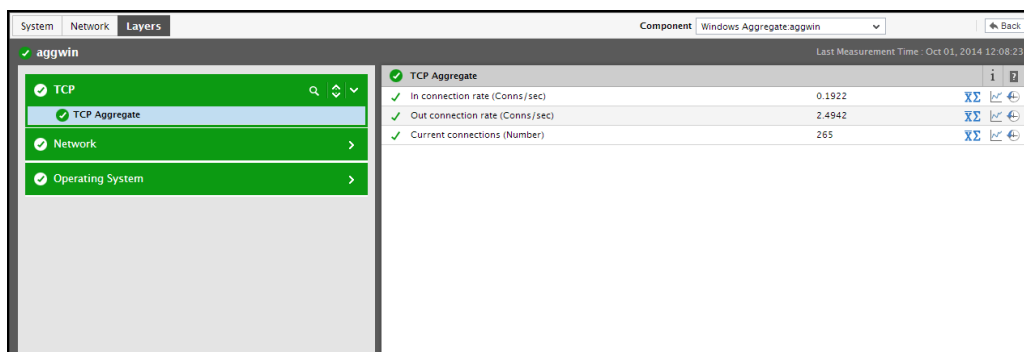 System Network Layers Component Windows Aggregate:aggwin Back
aggwin Last Measurement Time : Oct 01, 2014 12:08:23
TCP
TCP Aggregate
Network
Operating System
TCP Aggregate i ?
In connection rate (Conns/sec) 0.1922 X̅Σ
Out connection rate (Conns/sec) 2.4942 X̅Σ
Current connections (Number) 265 X̅Σ